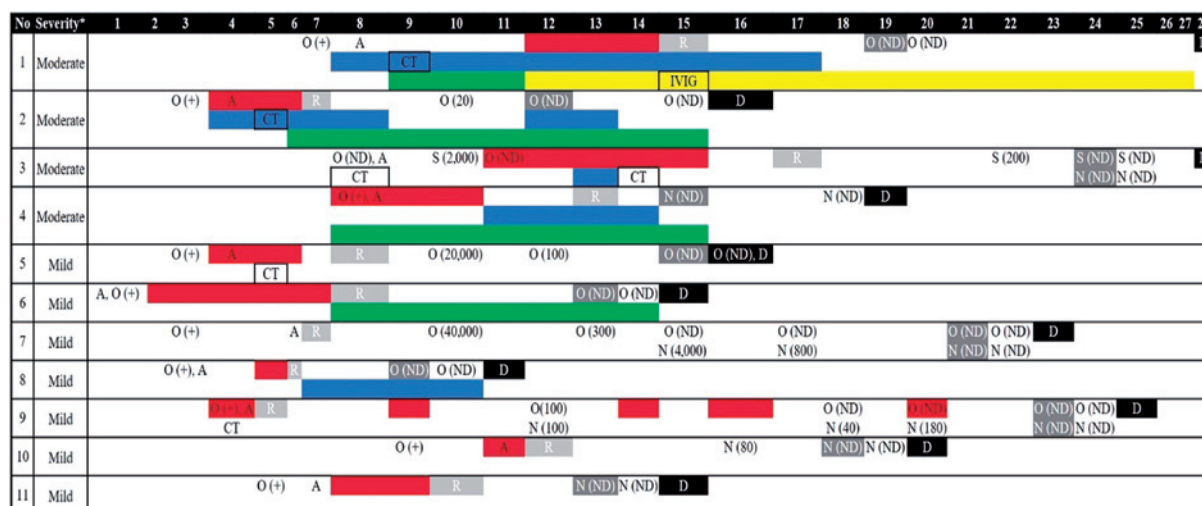 No Severity* 1 2 3 4 5 6 7 8 9 10 11 12 13 14 15 16 17 18 19 20 21 22 23 24 25 26 27
O (+) A R O (ND) O (ND)
1 Moderate CT
IVIG
O (+) A R O (20) O (ND) O (ND) D
2 Moderate CT
O (ND), A S (2,000) O (ND) R S (200) S (ND) S (ND)
3 Moderate CT CT N (ND) N (ND)
O (+), A R N (ND) N (ND) D
4 Moderate
O (+) A R O (20,000) O (100) O (ND) O (ND), D
5 Mild CT
A, O (+) R O (ND) O (ND) D
6 Mild
O (+) A R O (40,000) O (300) O (ND) O (ND) O (ND) O (ND) D
7 Mild N (4,000) N (800) N (ND) N (ND)
O (+), A R O (ND) O (ND) D
8 Mild
O (+), A R O(100) O (ND) O (ND) O (ND) O (ND) D
9 Mild CT N (100) N (40) N (180) N (ND) N (ND)
O (+) A R N (80) N (ND) N (ND) D
10 Mild
O (+) A R N (ND) N (ND) D
11 Mild